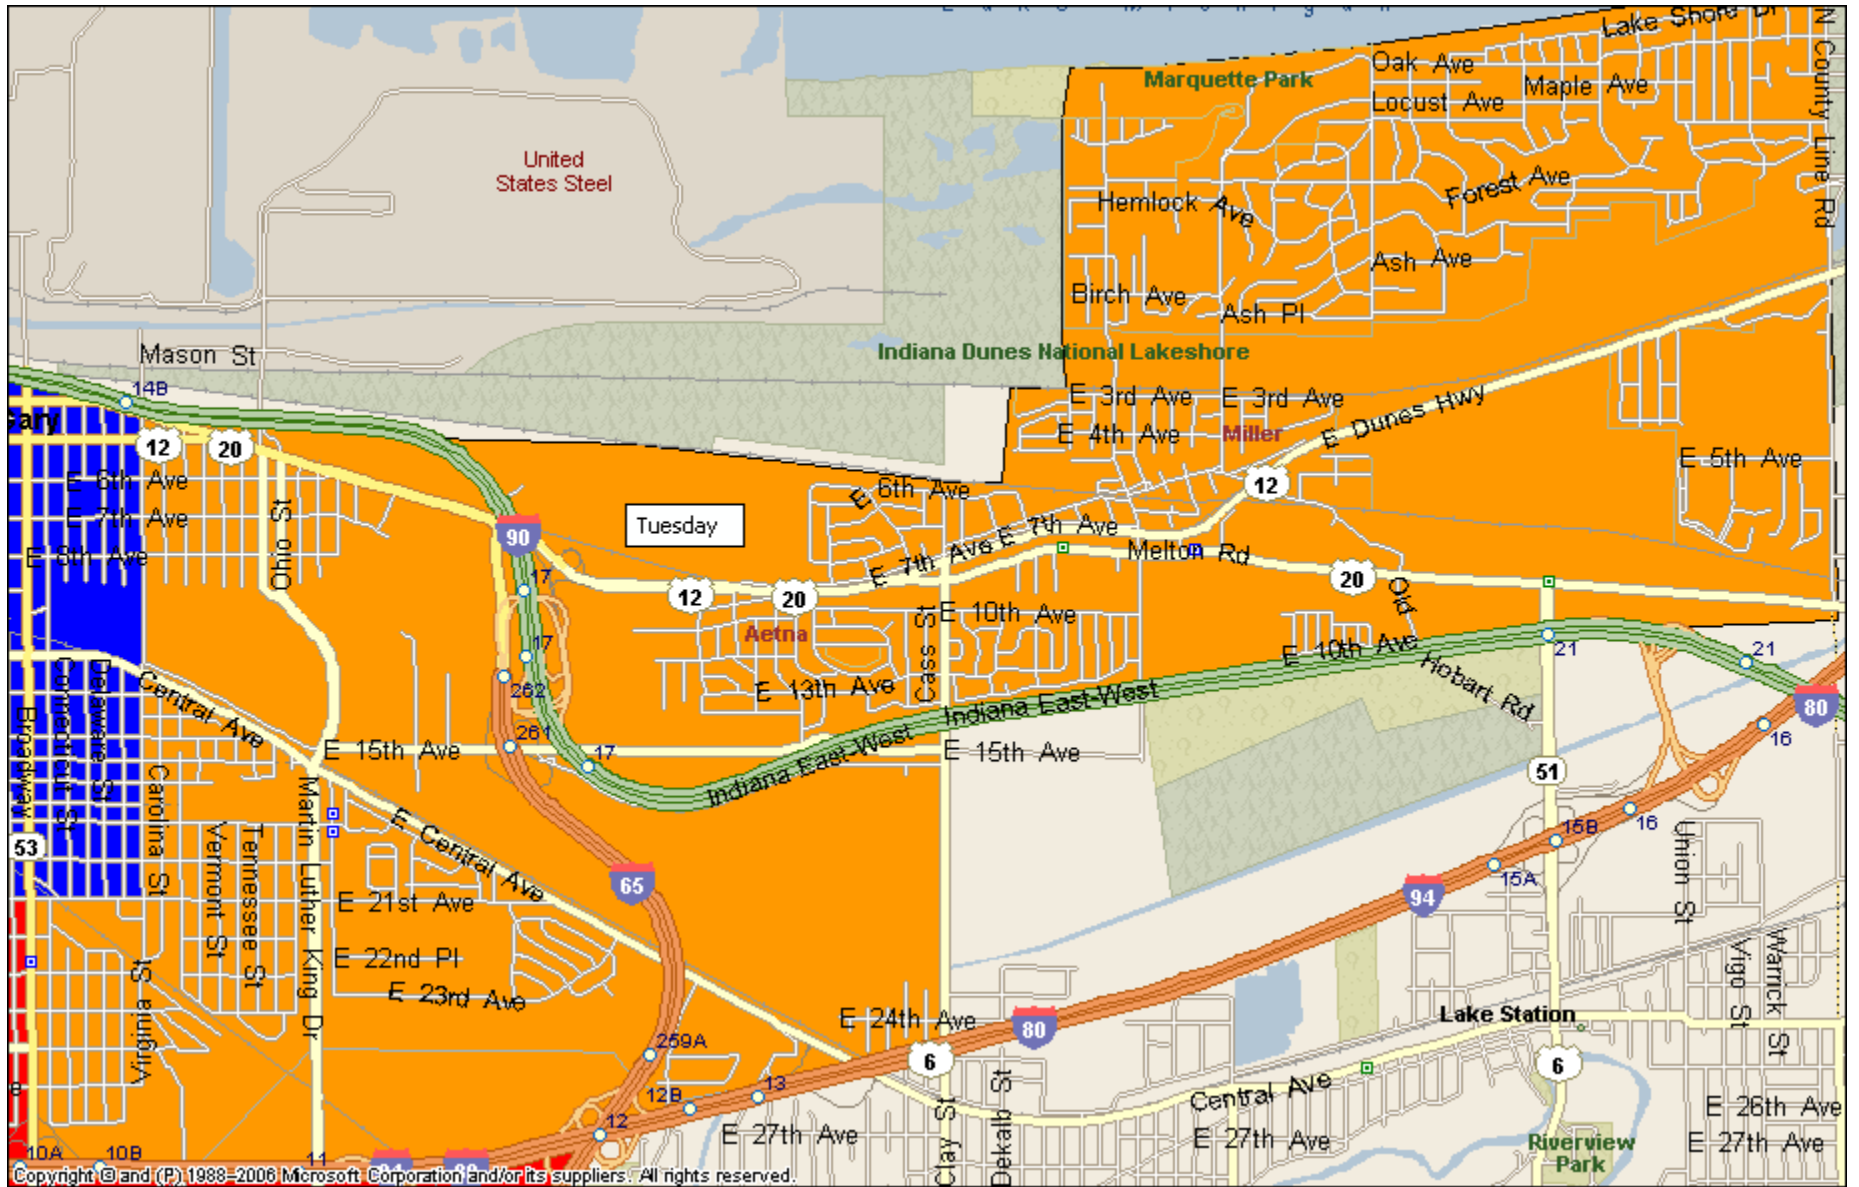 Lake Michigan
Lake Shore Dr
N County Line Rd
Marquette Park
Oak Ave
Maple Ave
Locust Ave
United
States Steel
Forest Ave
Hemlock Ave
Ash Ave
Birch Ave
Ash Pl
Mason St
Indiana Dunes National Lakeshore
14B
E 3rd Ave
E 3rd Ave
E Dunes Hwy
Gary
12
20
E 4th Ave
Miller
E 5th Ave
E 6th Ave
E 6th Ave
12
E 7th Ave
Ohio St
Tuesday
90
E 7th Ave
E 7th Ave
Melton Rd
E 8th Ave
17
12
20
20
Old
Hobart Rd
E 10th Ave
Cass St
Aetna
E 10th Ave
17
21
21
262
E 13th Ave
Central Ave
Delaware St
Connecticut St
Broadway
Indiana East-West
Indiana East-West
80
261
17
E 15th Ave
E 15th Ave
16
51
Carolina St
Martin Luther King Dr
E Central Ave
Vermont St
Tennessee St
53
65
15B
16
15A
94
Union St
E 21st Ave
E 22nd Pl
E 23rd Ave
Virginia St
Vigo St
Warrick St
E 24th Ave
80
Lake Station
259A
6
6
12B
13
Central Ave
Clay St
Dekalb St
12
E 27th Ave
E 27th Ave
E 26th Ave
E 27th Ave
Riverview
Park
10A
10B
11
94
80
Copyright © and (P) 1988–2006 Microsoft Corporation and/or its suppliers. All rights reserved.